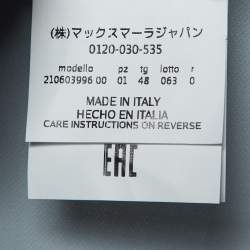 (株)マックスマーラジャパン
0120-030-535
modello pz tg lotto r
210603996 00 01 48 063 0
MADE IN ITALY
HECHO EN ITALIA
CARE INSTRUCTIONS ON REVERSE
EAC